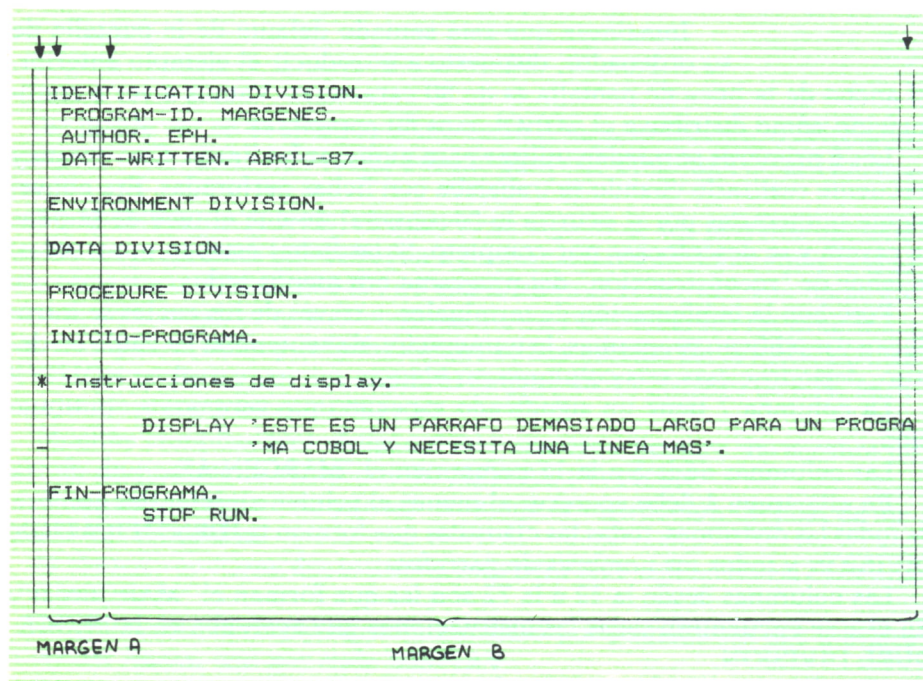 IDENTIFICATION DIVISION.
PROGRAM-ID. MARGENES.
AUTHOR. EPH.
DATE-WRITTEN. ABRIL-87.
ENVIRONMENT DIVISION.
DATA DIVISION.
PROCEDURE DIVISION.
INICIO-PROGRAMA.
* Instrucciones de display.
DISPLAY 'ESTE ES UN PARRAFO DEMASIADO LARGO PARA UN PROGRA
- 'MA COBOL Y NECESITA UNA LINEA MAS'.
FIN-PROGRAMA.
STOP RUN.
MARGEN A
MARGEN B